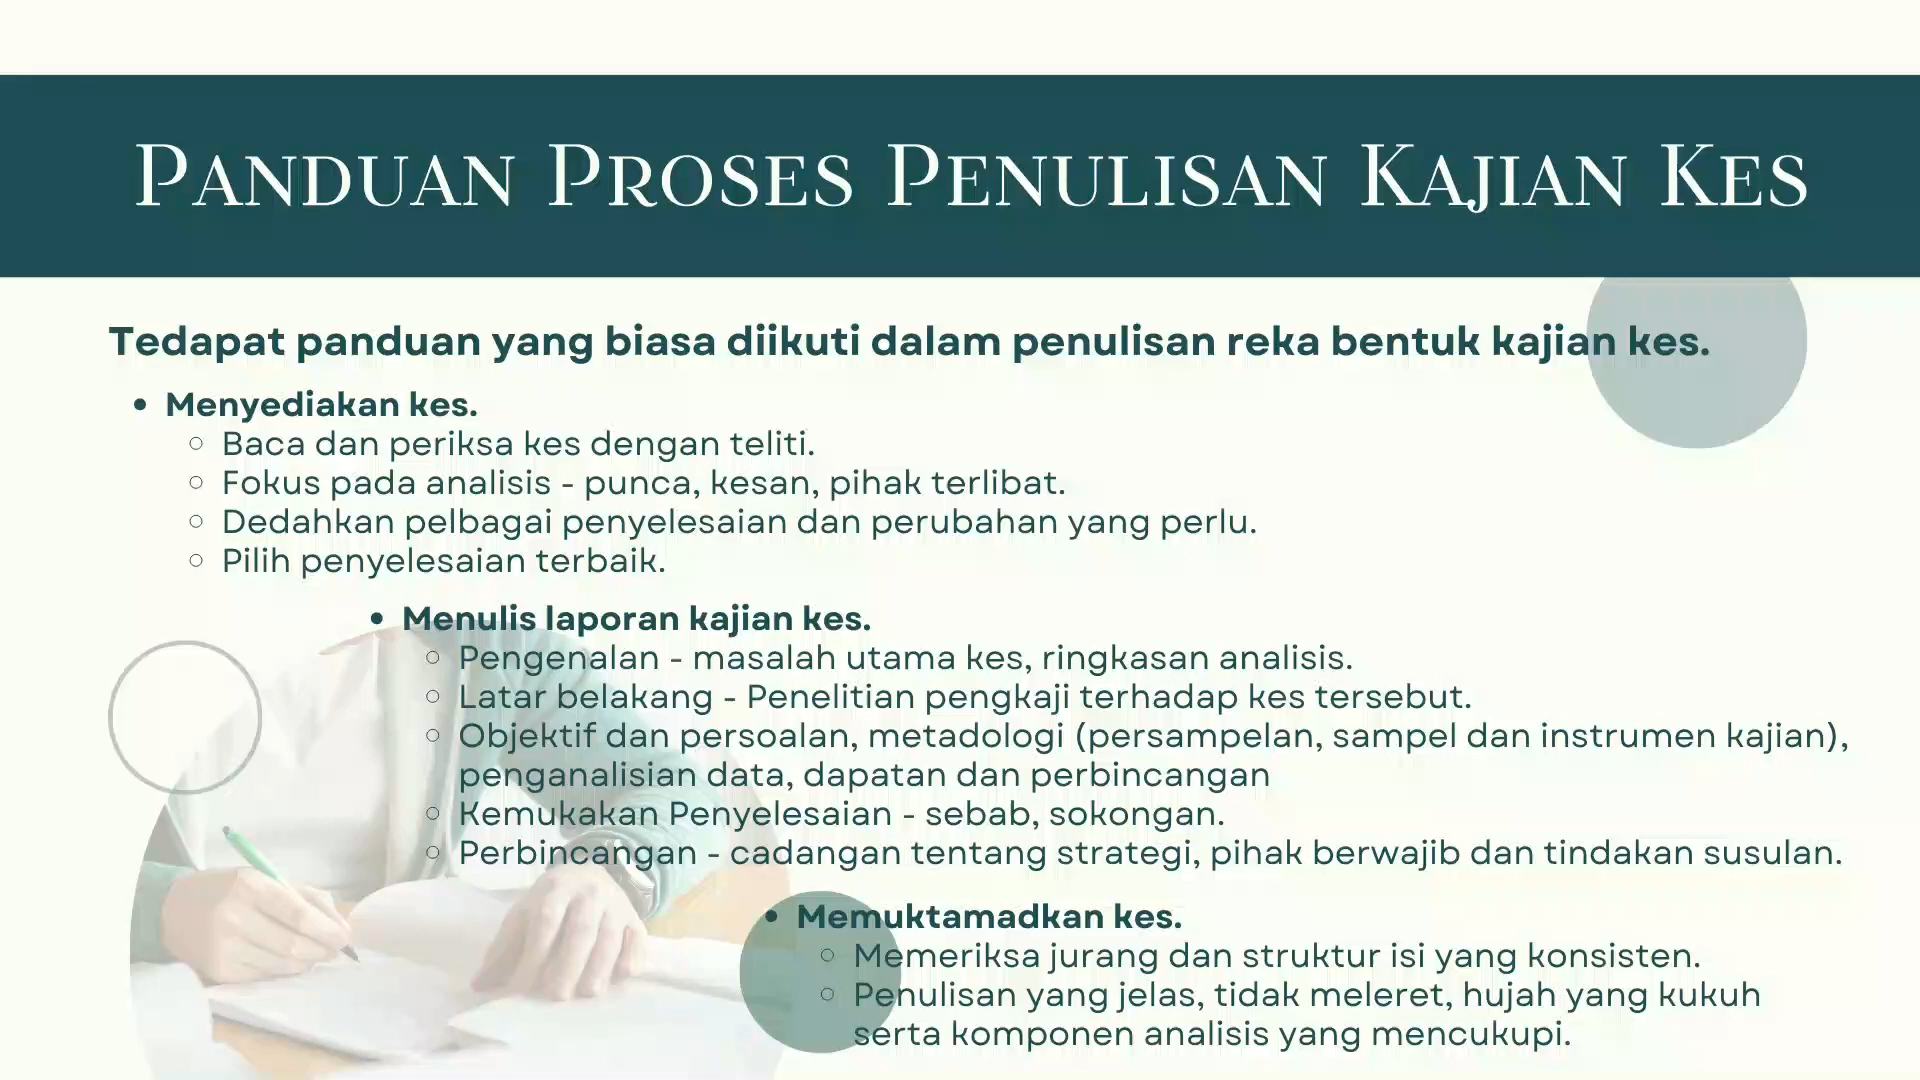 Panduan Proses Penulisan Kajian Kes
Tedapat panduan yang biasa diikuti dalam penulisan reka bentuk kajian kes.
• Menyediakan kes.
○ Baca dan periksa kes dengan teliti.
○ Fokus pada analisis - punca, kesan, pihak terlibat.
○ Dedahkan pelbagai penyelesaian dan perubahan yang perlu.
○ Pilih penyelesaian terbaik.
• Menulis laporan kajian kes.
○ Pengenalan - masalah utama kes, ringkasan analisis.
○ Latar belakang - Penelitian pengkaji terhadap kes tersebut.
○ Objektif dan persoalan, metadologi (persampelan, sampel dan instrumen kajian),
penganalisian data, dapatan dan perbincangan
○ Kemukakan Penyelesaian - sebab, sokongan.
○ Perbincangan - cadangan tentang strategi, pihak berwajib dan tindakan susulan.
• Memuktamadkan kes.
○ Memeriksa jurang dan struktur isi yang konsisten.
○ Penulisan yang jelas, tidak meleret, hujah yang kukuh
serta komponen analisis yang mencukupi.